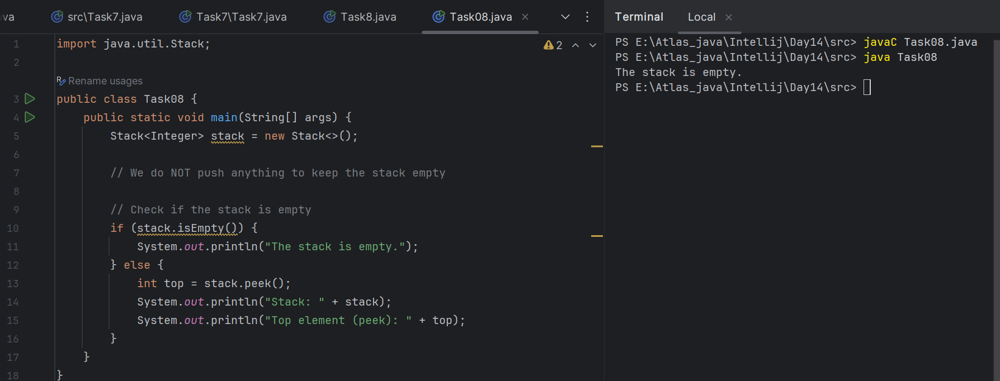 va
src\Task7.java
Task7\Task7.java
Task8.java
Task08.java
2
1 import java.util.Stack;
2
Rename usages
3 public class Task08 {
4     public static void main(String[] args) {
5         Stack<Integer> stack = new Stack<>();
6
7         // We do NOT push anything to keep the stack empty
8
9         // Check if the stack is empty
10         if (stack.isEmpty()) {
11             System.out.println("The stack is empty.");
12         } else {
13             int top = stack.peek();
14             System.out.println("Stack: " + stack);
15             System.out.println("Top element (peek): " + top);
16         }
17     }
18 }
Terminal
Local
PS E:\Atlas_java\Intellij\Day14\src> javaC Task08.java
PS E:\Atlas_java\Intellij\Day14\src> java Task08
The stack is empty.
PS E:\Atlas_java\Intellij\Day14\src>